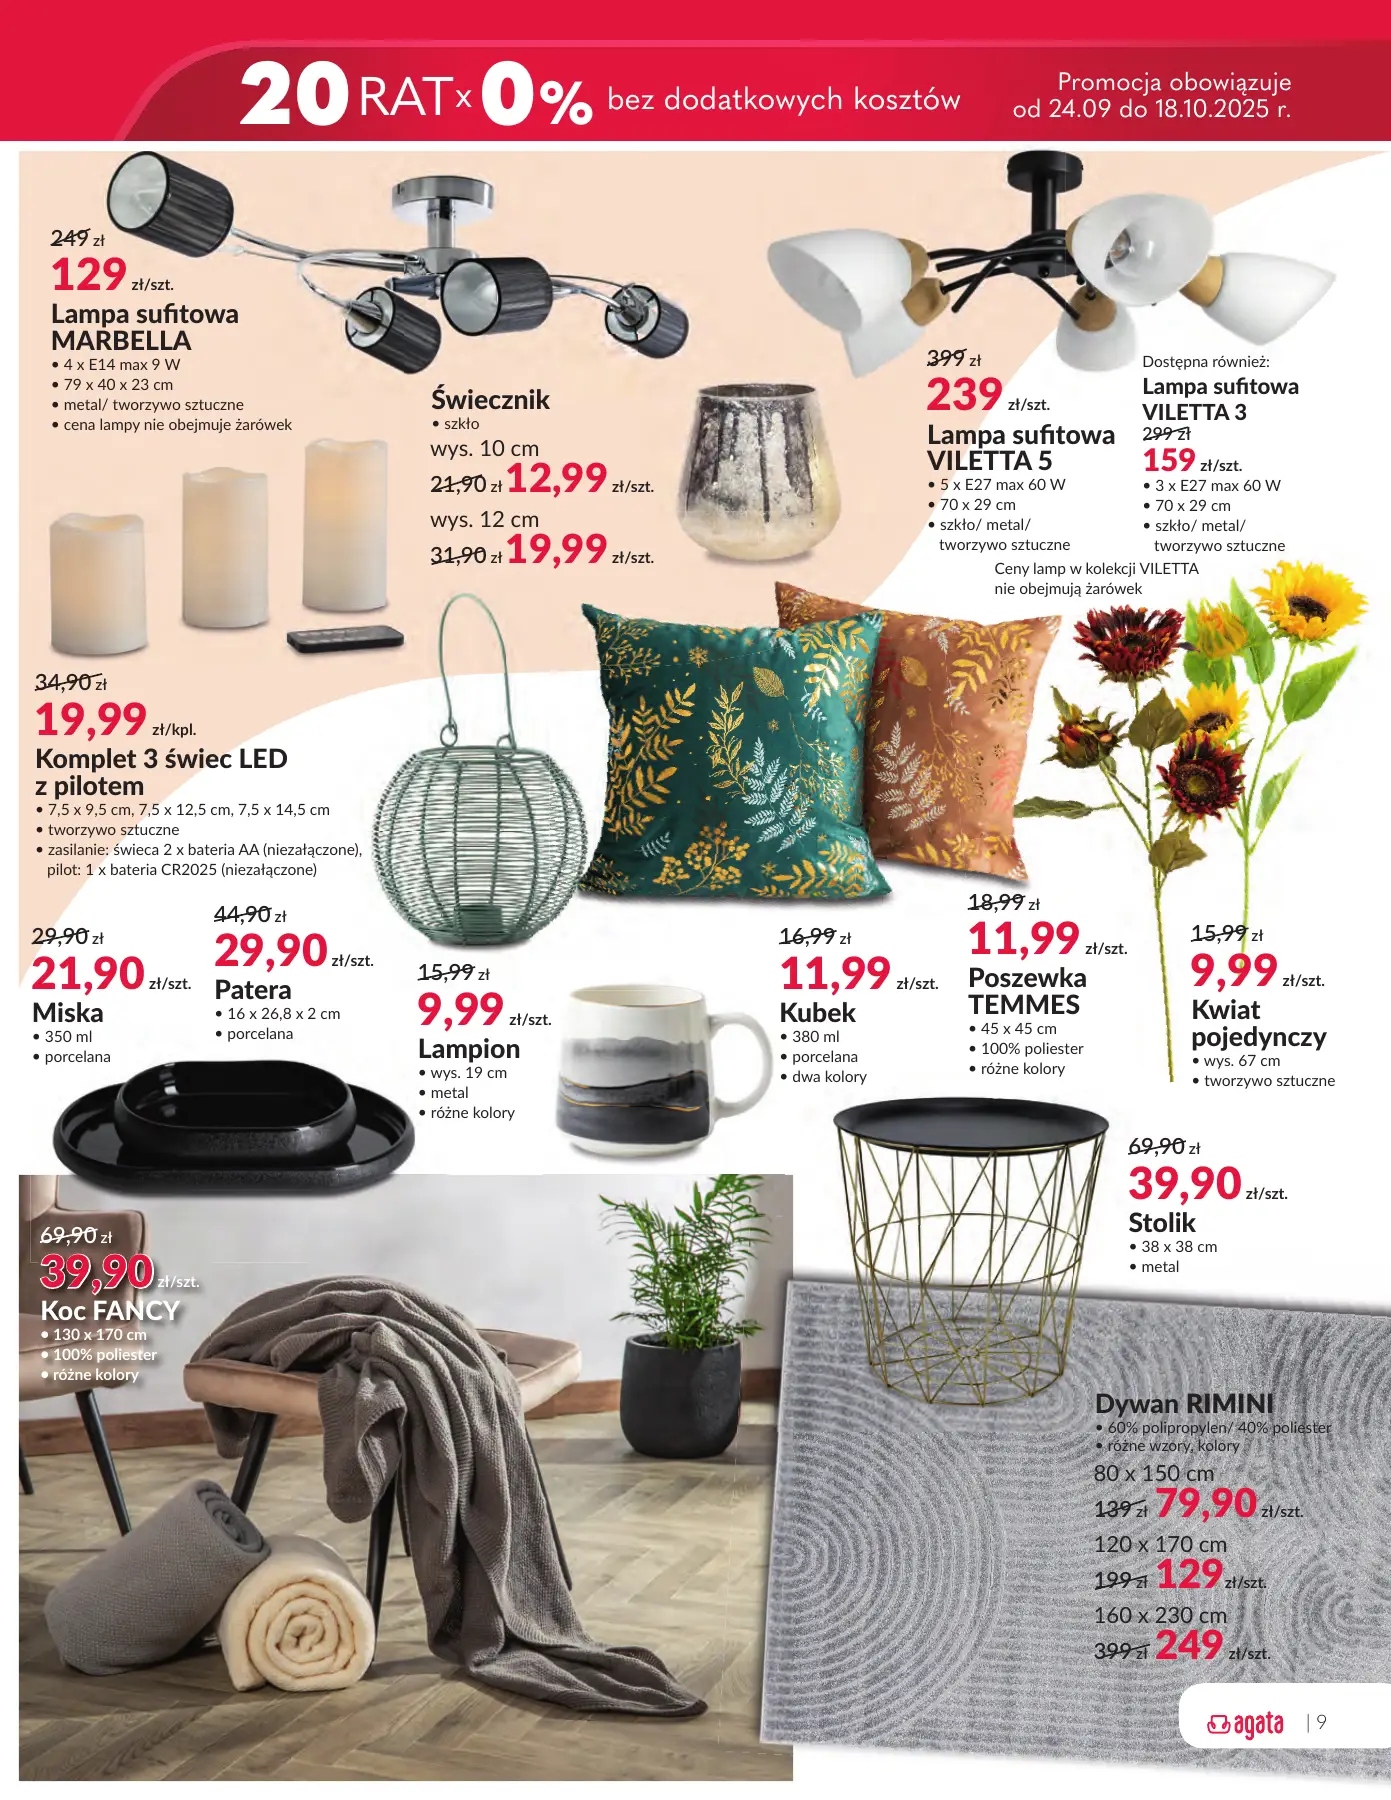 20 RAT x 0% bez dodatkowych kosztów
Promocja obowiązuje
od 24.09 do 18.10.2025 r.
249 zł
129 zł/szt.
Lampa sufitowa
MARBELLA
• 4 x E14 max 9 W
• 79 x 40 x 23 cm
• metal/ tworzywo sztuczne
• cena lampy nie obejmuje żarówek
Świecznik
• szkło
wys. 10 cm
21,90 zł 12,99 zł/szt.
wys. 12 cm
31,90 zł 19,99 zł/szt.
399 zł
239 zł/szt.
Lampa sufitowa
VILETTA 5
• 5 x E27 max 60 W
• 70 x 29 cm
• szkło/ metal/
tworzywo sztuczne
Dostępna również:
Lampa sufitowa
VILETTA 3
299 zł
159 zł/szt.
• 3 x E27 max 60 W
• 70 x 29 cm
• szkło/ metal/
tworzywo sztuczne
Ceny lamp w kolekcji VILETTA
nie obejmują żarówek
34,90 zł
19,99 zł/kpl.
Komplet 3 świec LED
z pilotem
• 7,5 x 9,5 cm, 7,5 x 12,5 cm, 7,5 x 14,5 cm
• tworzywo sztuczne
• zasilanie: świeca 2 x bateria AA (niezałączone),
pilot: 1 x bateria CR2025 (niezałączone)
29,90 zł
21,90 zł/szt.
Miska
• 350 ml
• porcelana
44,90 zł
29,90 zł/szt.
Patera
• 16 x 26,8 x 2 cm
• porcelana
15,99 zł
9,99 zł/szt.
Lampion
• wys. 19 cm
• metal
• różne kolory
16,99 zł
11,99 zł/szt.
Kubek
• 380 ml
• porcelana
• dwa kolory
18,99 zł
11,99 zł/szt.
Poszewka
TEMMES
• 45 x 45 cm
• 100% poliester
• różne kolory
15,99 zł
9,99 zł/szt.
Kwiat
pojedynczy
• wys. 67 cm
• tworzywo sztuczne
69,90 zł
39,90 zł/szt.
Stolik
• 38 x 38 cm
• metal
69,90 zł
39,90 zł/szt.
Koc FANCY
• 130 x 170 cm
• 100% poliester
• różne kolory
Dywan RIMINI
• 60% polipropylen/ 40% poliester
• różne wzory, kolory
80 x 150 cm
139 zł 79,90 zł/szt.
120 x 170 cm
199 zł 129 zł/szt.
160 x 230 cm
399 zł 249 zł/szt.
agata | 9